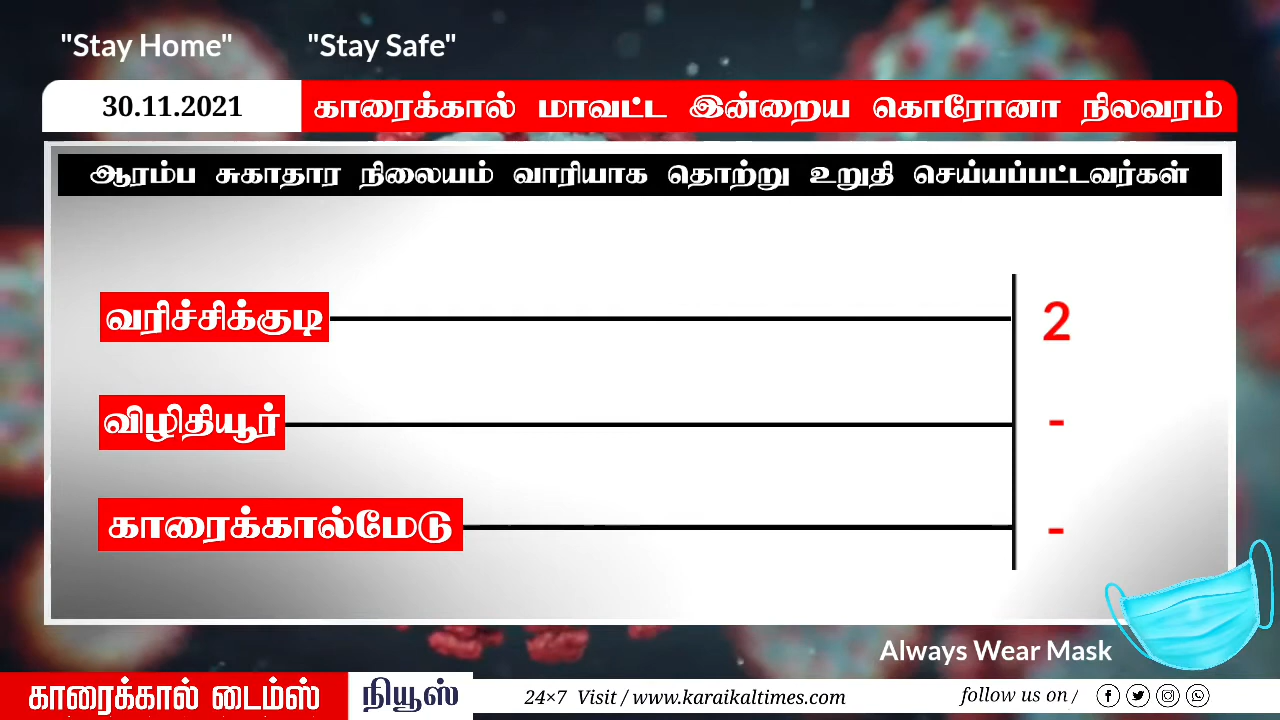 "Stay Home" "Stay Safe"
30.11.2021 காரைக்கால் மாவட்ட இன்றைய கொரோனா நிலவரம்
ஆரம்ப சுகாதார நிலையம் வாரியாக தொற்று உறுதி செய்யப்பட்டவர்கள்
வரிச்சிக்குடி 2
விழிதியூர் -
காரைக்கால்மேடு -
Always Wear Mask
காரைக்கால் டைம்ஸ் நியூஸ் 24×7 Visit / www.karaikaltimes.com follow us on /